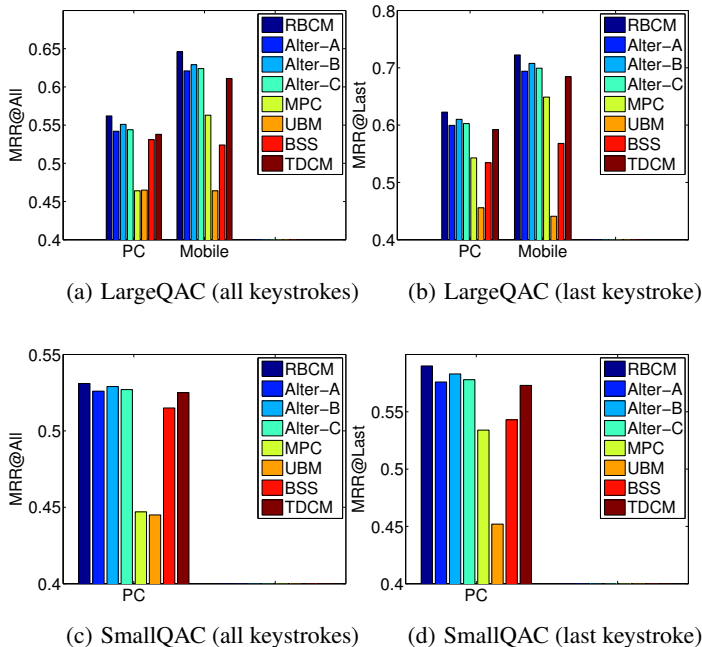 0.65
0.6
0.55
0.5
0.45
0.4
MRR@All
RBCM
Alter-A
Alter-B
Alter-C
MPC
UBM
BSS
TDCM
PC Mobile
(a) LargeQAC (all keystrokes)
0.8
0.7
0.6
0.5
0.4
MRR@Last
RBCM
Alter-A
Alter-B
Alter-C
MPC
UBM
BSS
TDCM
PC Mobile
(b) LargeQAC (last keystroke)
0.55
0.5
0.45
0.4
MRR@All
RBCM
Alter-A
Alter-B
Alter-C
MPC
UBM
BSS
TDCM
PC
(c) SmallQAC (all keystrokes)
0.55
0.5
0.45
0.4
MRR@Last
RBCM
Alter-A
Alter-B
Alter-C
MPC
UBM
BSS
TDCM
PC
(d) SmallQAC (last keystroke)